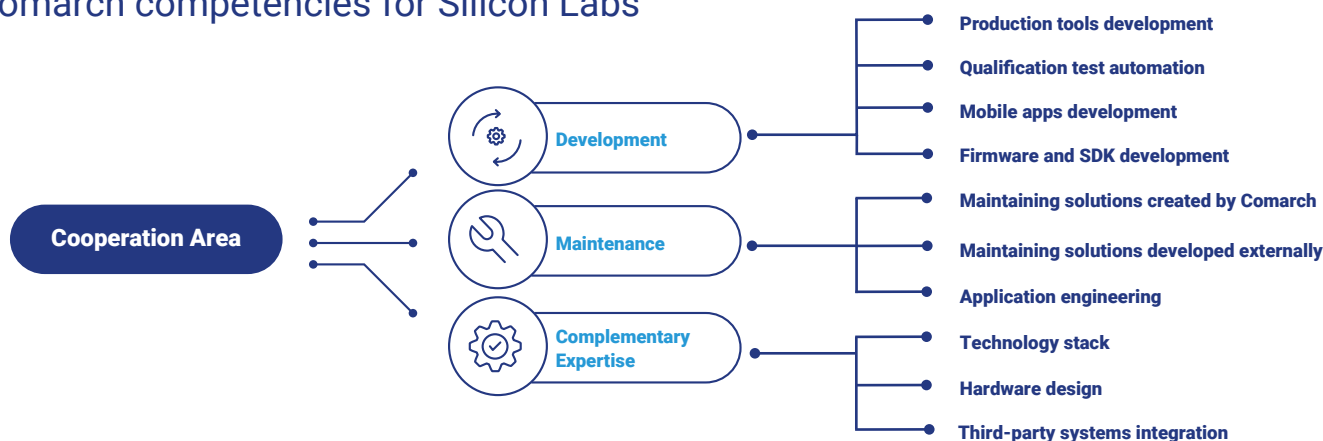 omarch competencies for Silicon Labs
Cooperation Area
Development
Production tools development
Qualification test automation
Mobile apps development
Firmware and SDK development
Maintenance
Maintaining solutions created by Comarch
Maintaining solutions developed externally
Application engineering
Complementary
Expertise
Technology stack
Hardware design
Third-party systems integration